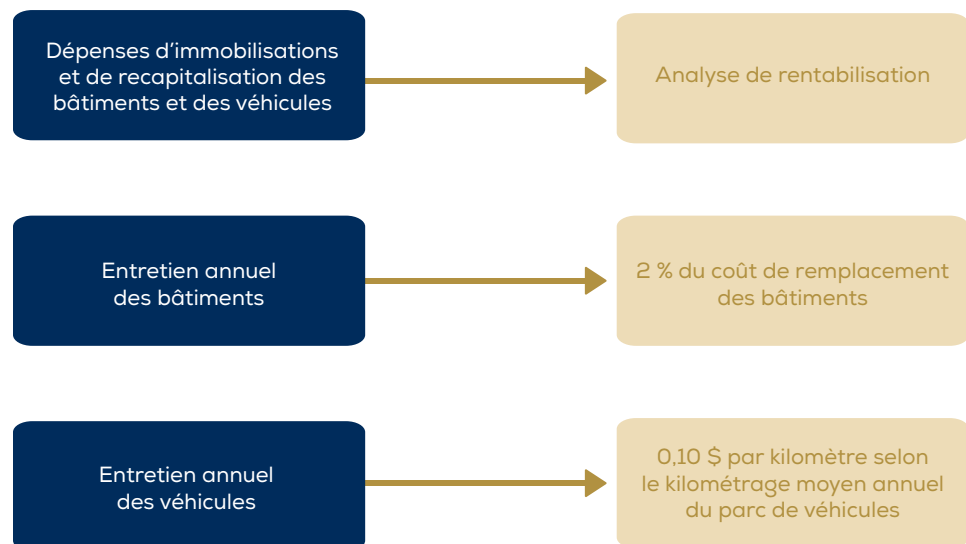 Dépenses d'immobilisations
et de recapitalisation des
bâtiments et des véhicules
Analyse de rentabilisation
Entretien annuel
des bâtiments
2 % du coût de remplacement
des bâtiments
Entretien annuel
des véhicules
0,10 $ par kilomètre selon
le kilométrage moyen annuel
du parc de véhicules